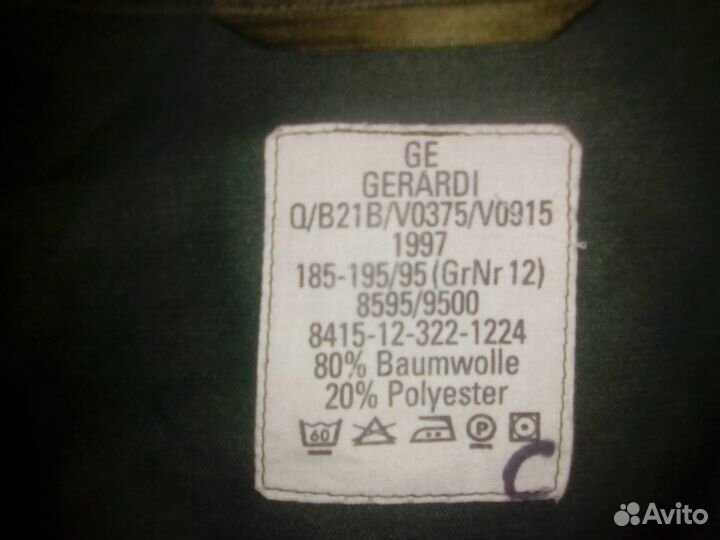 GE
GERARDI
Q/B21B/V0375/V0915
1997
185-195/95 (GrNr 12)
8595/9500
8415-12-322-1224
80% Baumwolle
20% Polyester
60 P
C
Avito